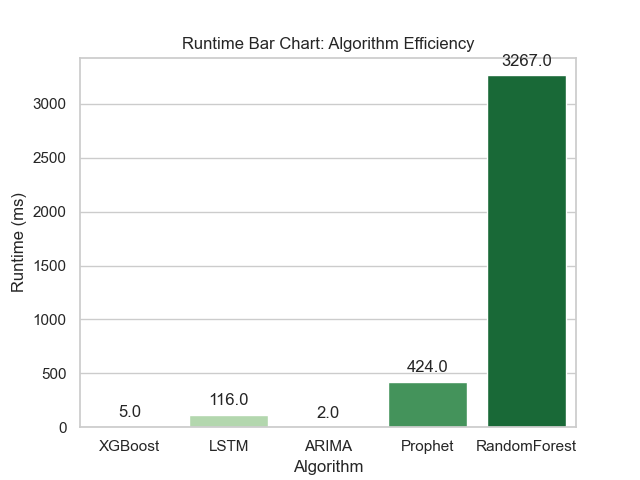 Runtime Bar Chart: Algorithm Efficiency
Runtime (ms)
3000
2500
2000
1500
1000
500
0
5.0
116.0
2.0
424.0
3267.0
XGBoost
LSTM
ARIMA
Prophet
RandomForest
Algorithm